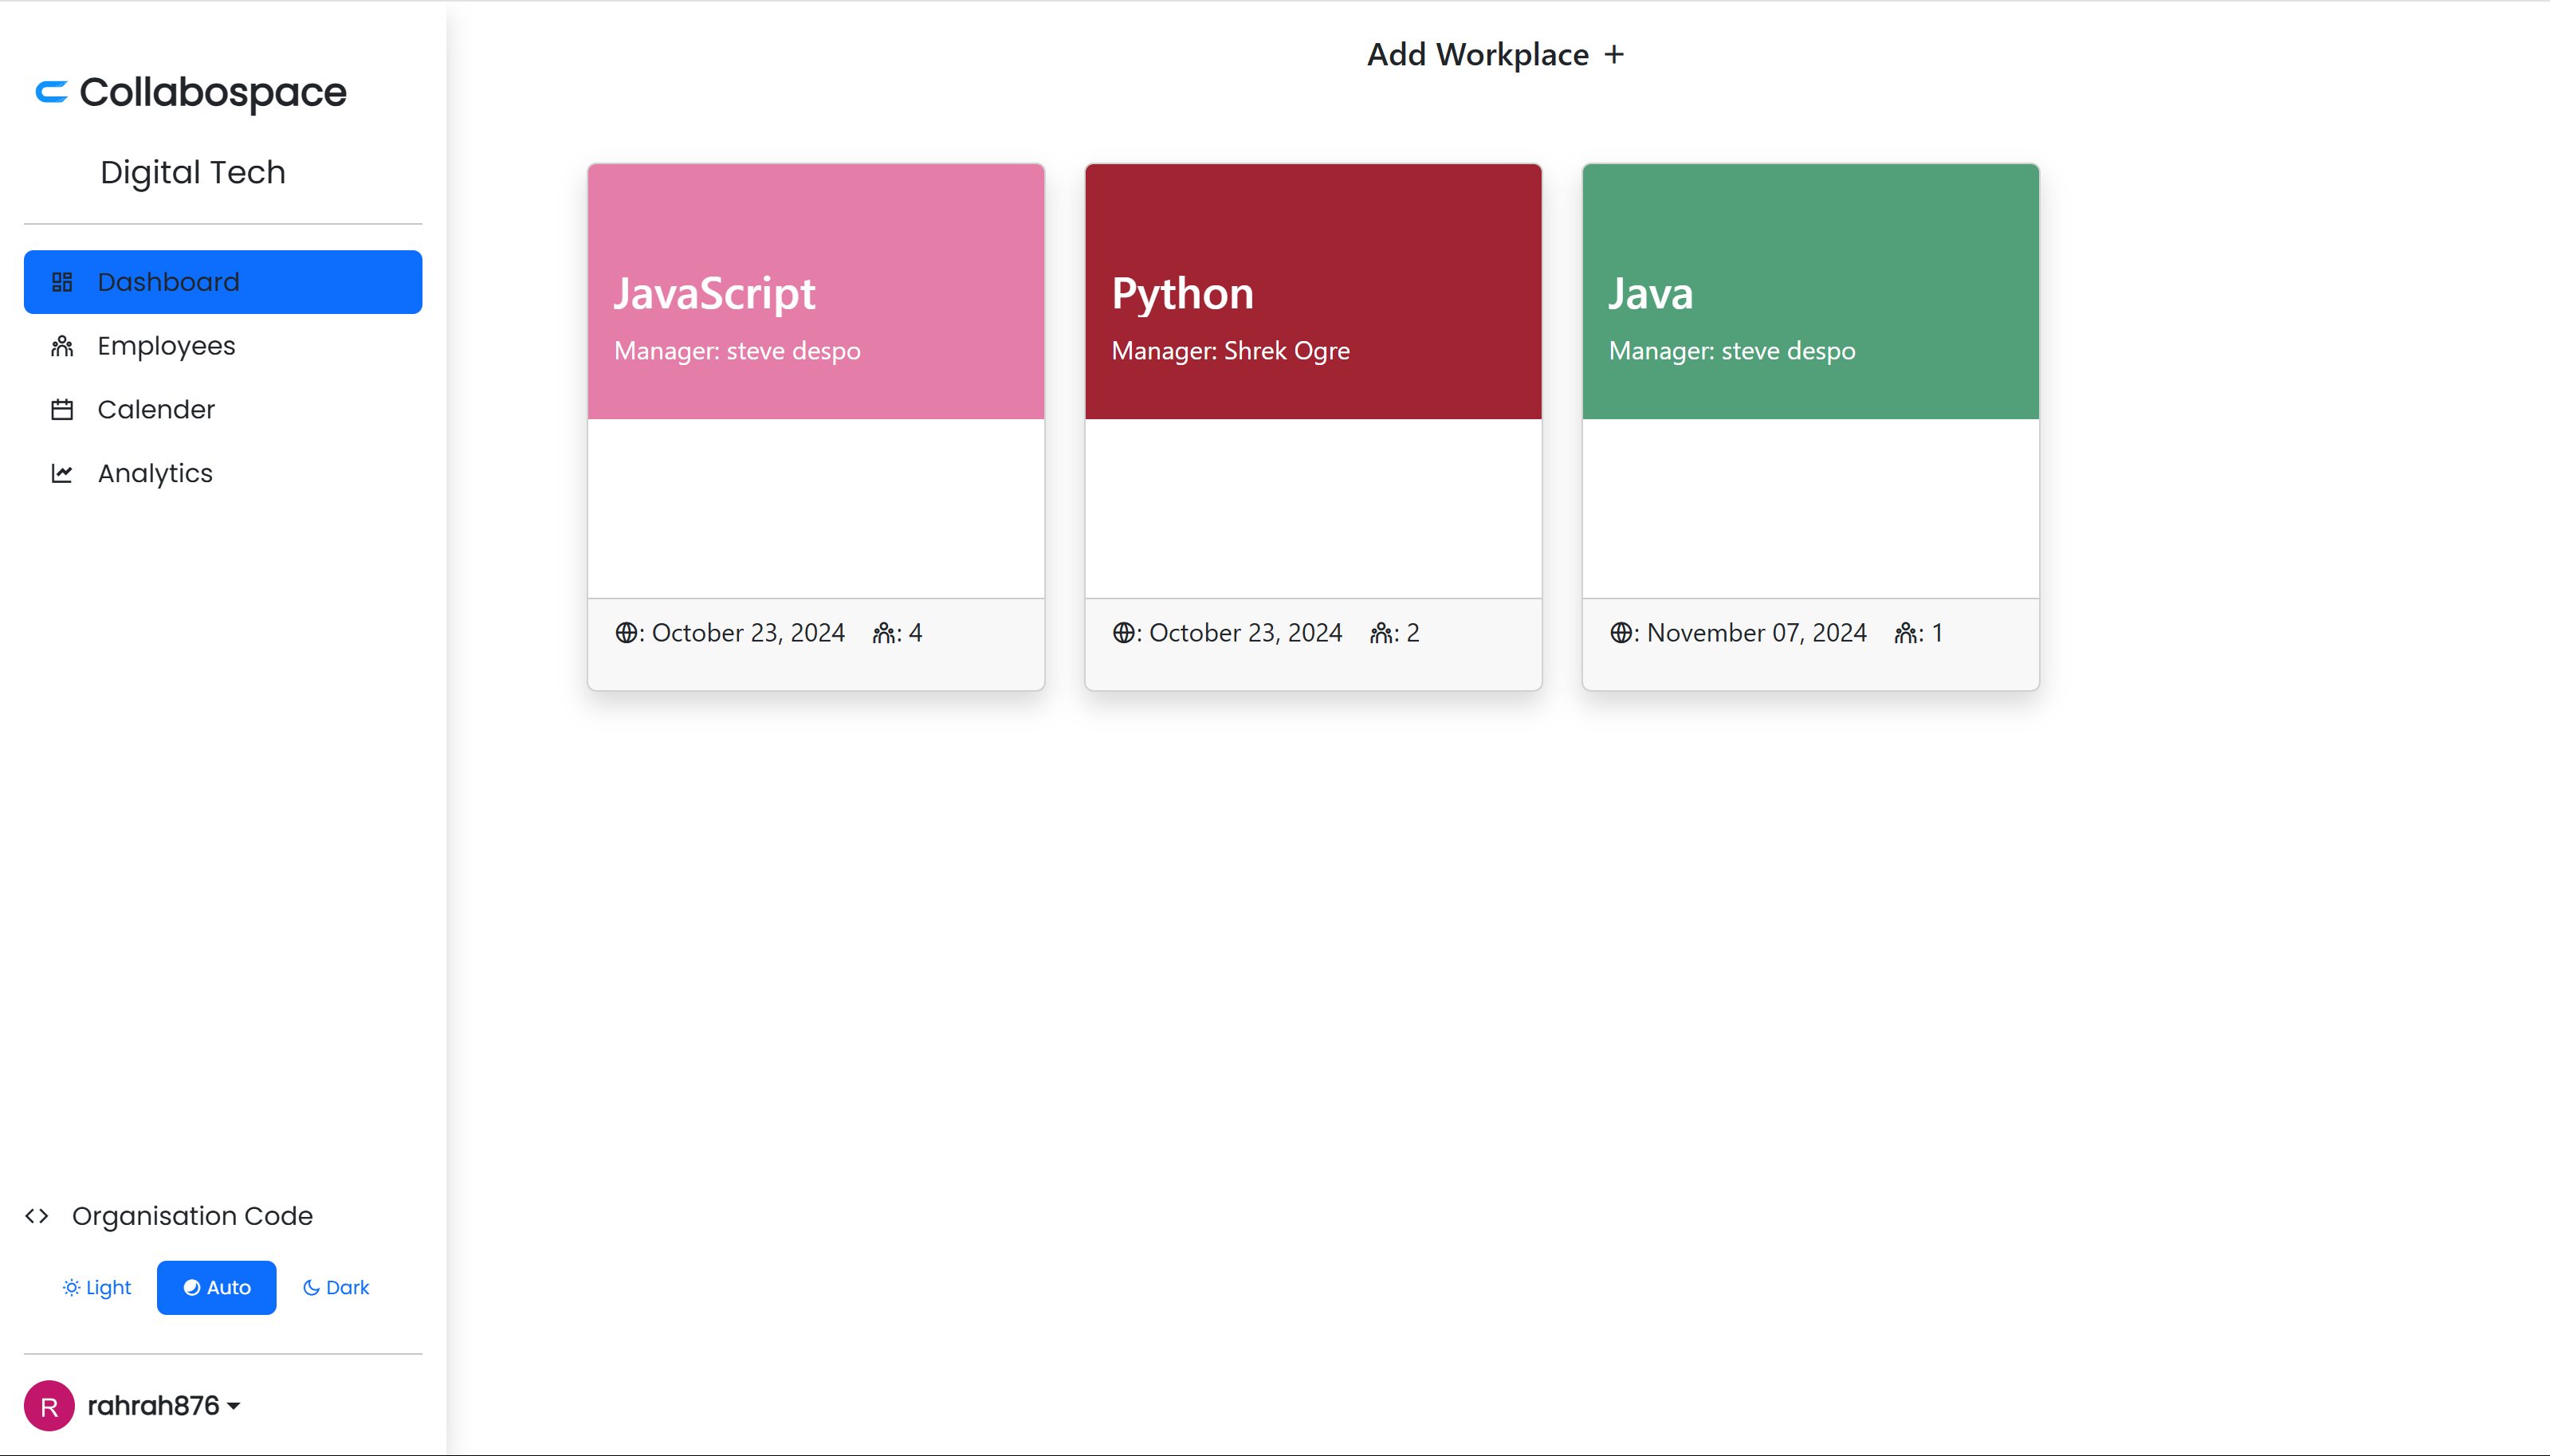 Collabospace
Digital Tech
Dashboard
Employees
Calender
Analytics
Organisation Code
Light Auto Dark
R rahrah876
Add Workplace +
JavaScript
Manager: steve despo
: October 23, 2024 : 4
Python
Manager: Shrek Ogre
: October 23, 2024 : 2
Java
Manager: steve despo
: November 07, 2024 : 1